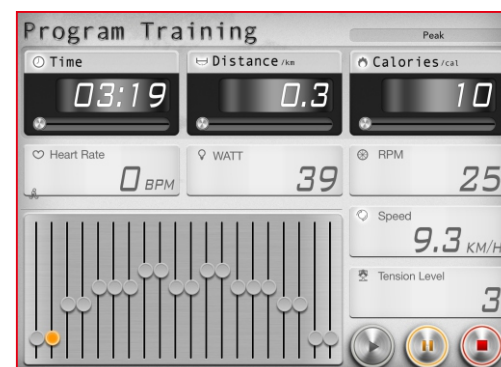 Program Training
Peak
Time
Distance /km
Calories /cal
03:19
0.3
10
Heart Rate
WATT
RPM
0 BPM
39
25
Speed
9.3 KM/H
Tension Level
3